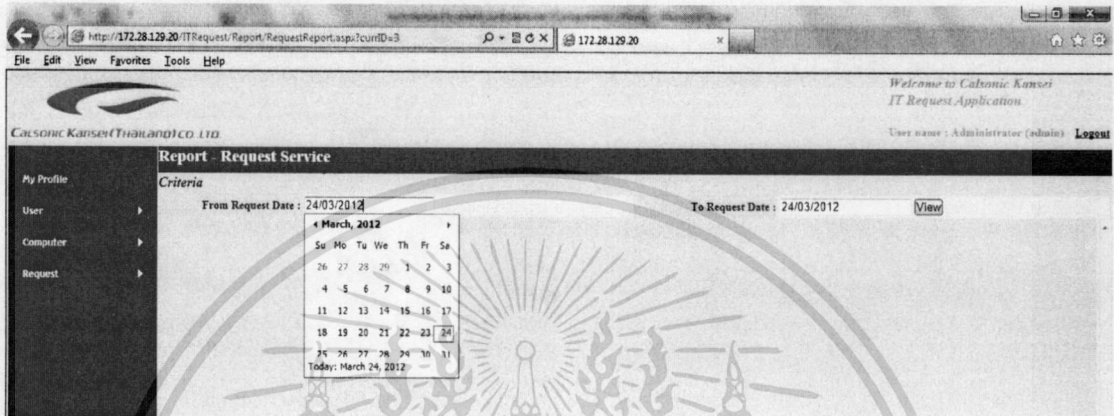 http://172.28.129.20/ITRequest/Report/RequestReport.aspx?currID=3
172.28.129.20
File Edit View Favorites Tools Help
Welcome to Calsonic Kansei
IT Request Application
Calsonic Kansei (Thailand) co.,ltd.
User name : Administrator (admin) Logout
Report - Request Service
My Profile
User
Computer
Request
Criteria
From Request Date : 24/03/2012
To Request Date : 24/03/2012 View
March, 2012
Su Mo Tu We Th Fr Sa
26 27 28 29 1 2 3
4 5 6 7 8 9 10
11 12 13 14 15 16 17
18 19 20 21 22 23 24
25 26 27 28 29 30 31
Today: March 24, 2012